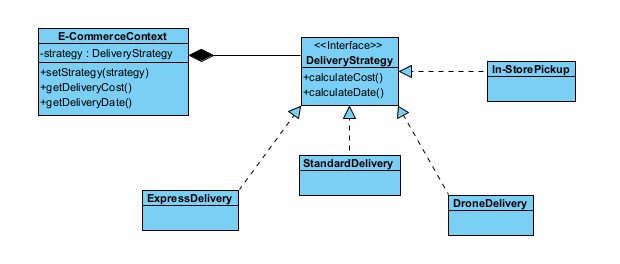 E-CommerceContext
-strategy : DeliveryStrategy
+setStrategy(strategy)
+getDeliveryCost()
+getDeliveryDate()
<<Interface>>
DeliveryStrategy
+calculateCost()
+calculateDate()
In-StorePickup
StandardDelivery
ExpressDelivery
DroneDelivery